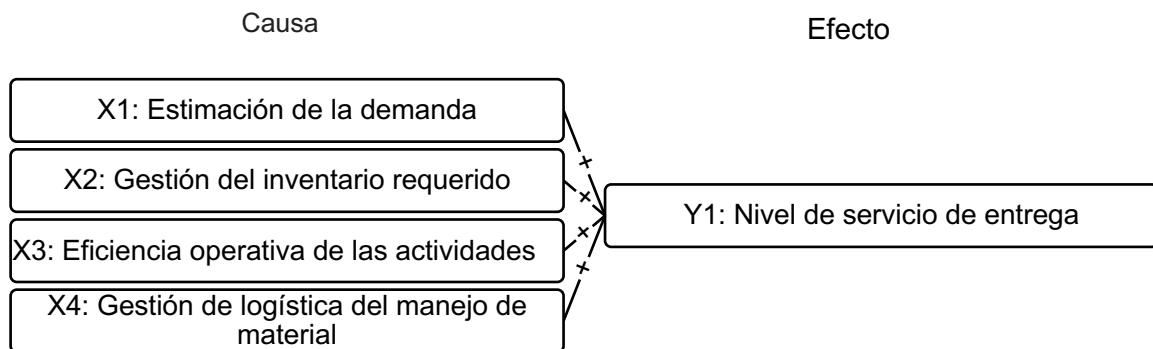 Causa
Efecto
X1: Estimación de la demanda
X2: Gestión del inventario requerido
X3: Eficiencia operativa de las actividades
X4: Gestión de logística del manejo de
material
+
+
+
+
Y1: Nivel de servicio de entrega